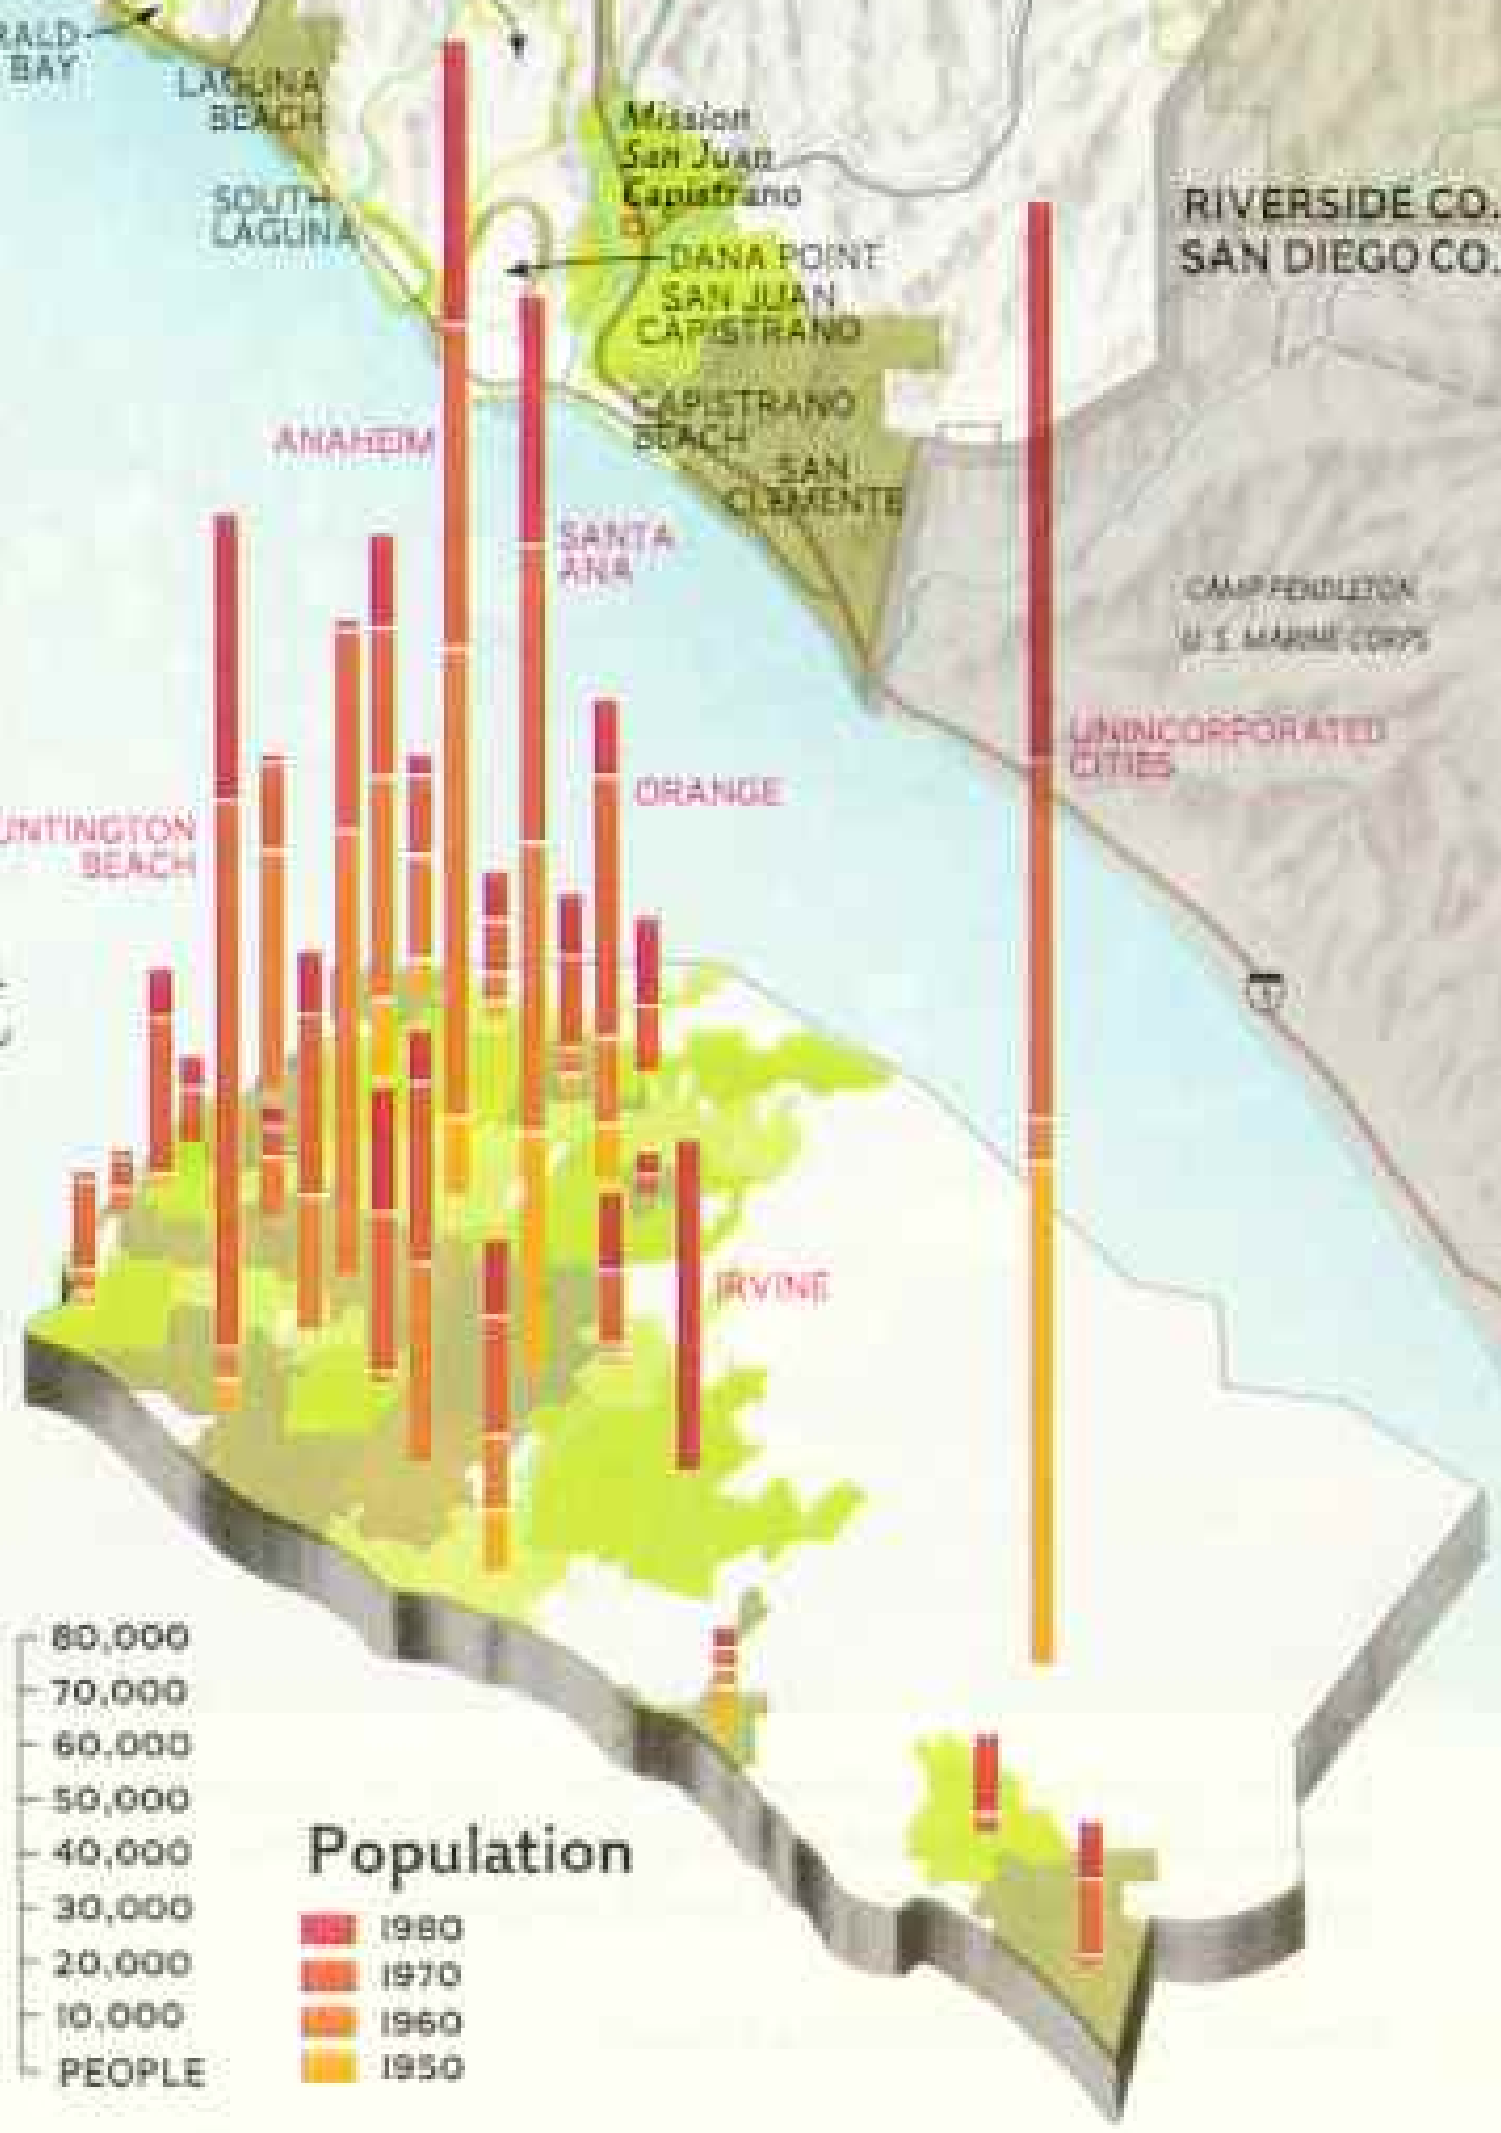 RALD
BAY
LAGUNA
BEACH
SOUTH
LAGUNA
Mission
San Juan
Capistrano
DANA POINT
SAN JUAN
CAPISTRANO
CAPISTRANO
BEACH
SAN
CLEMENTE
RIVERSIDE CO.
SAN DIEGO CO.
CAMP PENDLETON
U. S. MARINE CORPS
ANAHEIM
SANTA
ANA
UNINCORPORATED
CITIES
ORANGE
UNTINGTON
BEACH
IRVINE
80,000
70,000
60,000
50,000
40,000
30,000
20,000
10,000
PEOPLE
Population
1980
1970
1960
1950